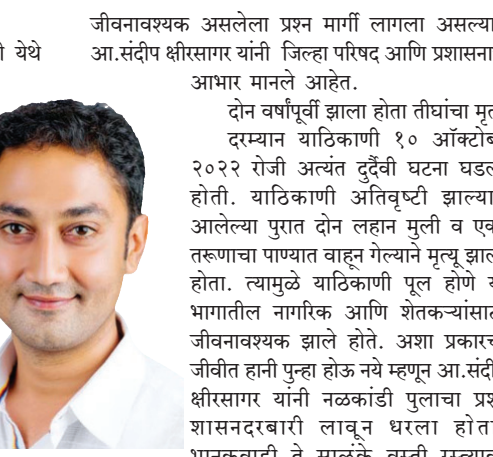 जीवनावश्यक असलेला प्रश्न मार्गी लागला असल्या
येथे आ.संदीप क्षीरसागर यांनी जिल्हा परिषद आणि प्रशासना
आभार मानले आहेत.
दोन वर्षांपूर्वी झाला होता तीघांचा मृत
दरम्यान याठिकाणी १० ऑक्टोब
२०२२ रोजी अत्यंत दुर्दैवी घटना घडल
होती. याठिकाणी अतिवृष्टी झाल्या
आलेल्या पुरात दोन लहान मुली व एक
तरूणाचा पाण्यात वाहून गेल्याने मृत्यू झाल
होता. त्यामुळे याठिकाणी पूल होणे य
भागातील नागरिक आणि शेतकऱ्यांसाठ
जीवनावश्यक झाले होते. अशा प्रकारच
जीवीत हानी पुन्हा होऊ नये म्हणून आ.संदी
क्षीरसागर यांनी नळकांडी पुलाचा प्रश्
शासनदरबारी लावून धरला होता
ते साळुंके वस्ती